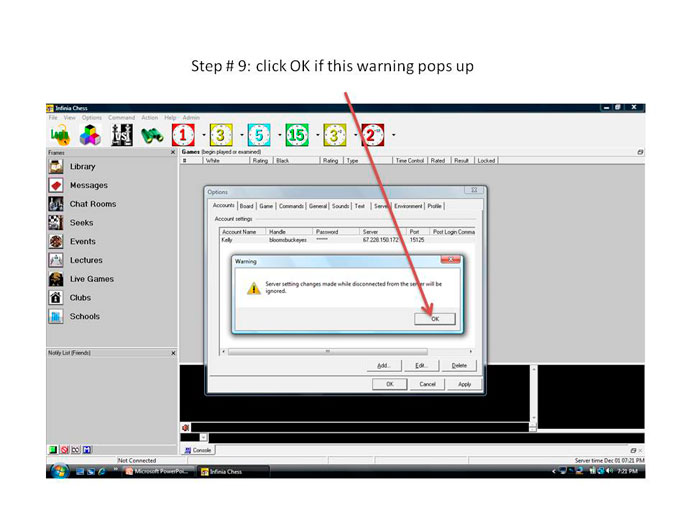 Step # 9: click OK if this warning pops up
Infinia Chess
File View Options Command Action Help Admin
1 3 5 15 3 2
Frames
Games (begin played or examined)
# White Rating Black Rating Type Time Control Rated Result Locked
Library
Messages
Chat Rooms
Seeks
Events
Lectures
Live Games
Clubs
Schools
Notify List (Friends)
Options
Accounts Board Game Commands General Sounds Text Server Environment Profile
Account settings
Account Name Handle Password Server Port Post Login Comma
Kelly bloomsbuckeyes ****** 67.228.150.172 15125
Warning
Server setting changes made while disconnected from the server will be
ignored.
OK
Add... Edit... Delete
OK Cancel Apply
Console
Not Connected
Server time Dec 01 07:21 PM
Microsoft PowerPoi...
Infinia Chess
7:21 PM